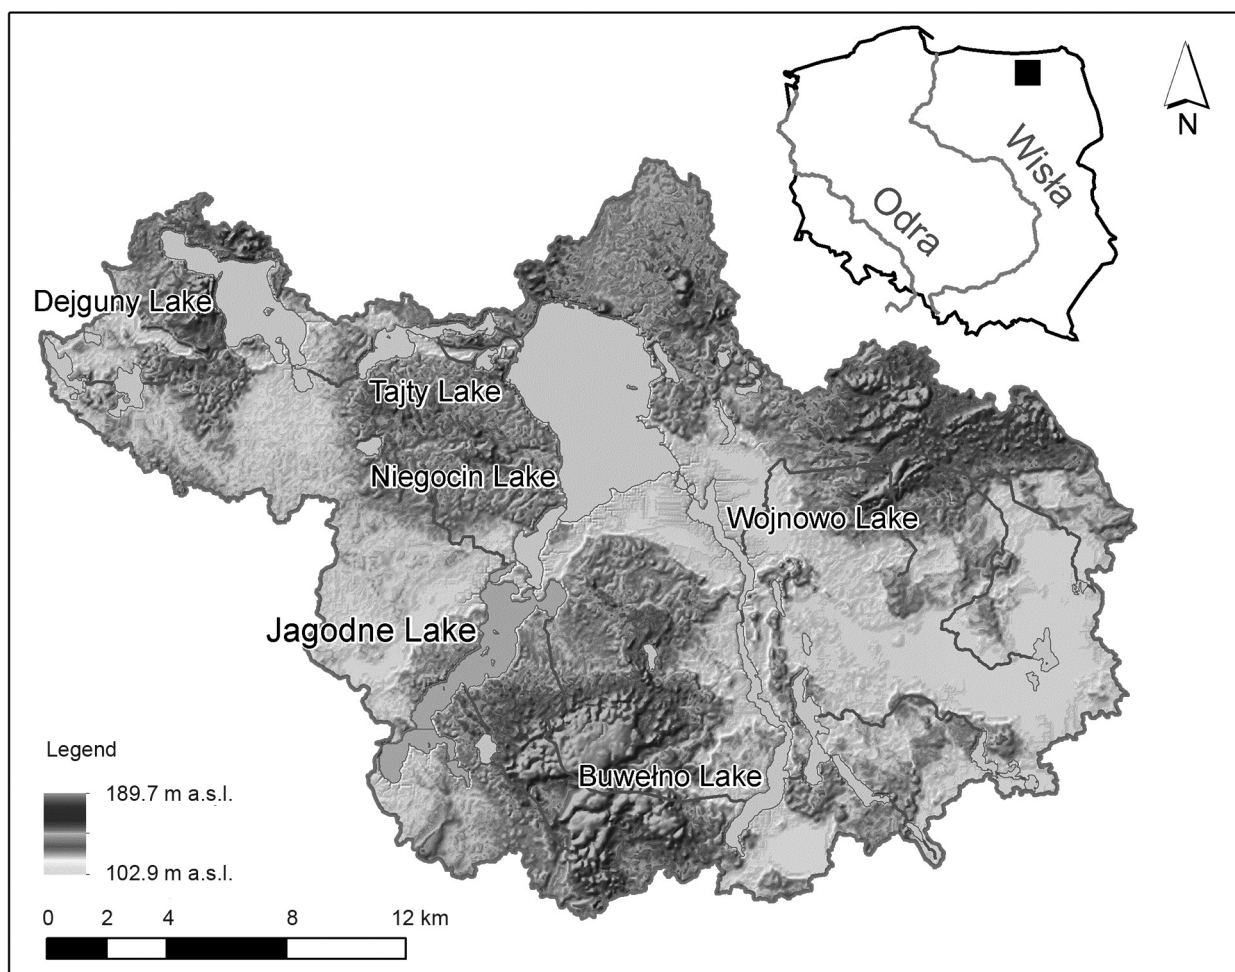 N
Wisła
Odra
Dejguny Lake
Tajty Lake
Niegocin Lake
Wojnowo Lake
Jagodne Lake
Buwełno Lake
Legend
189.7 m a.s.l.
102.9 m a.s.l.
0 2 4 8 12 km